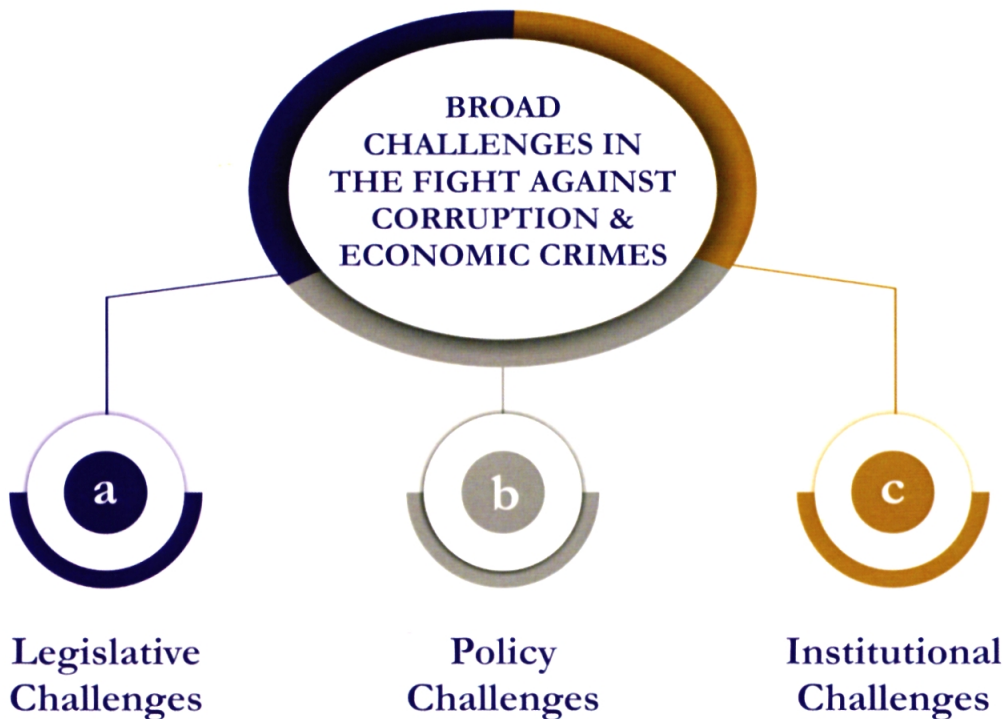 BROAD
CHALLENGES IN
THE FIGHT AGAINST
CORRUPTION &
ECONOMIC CRIMES
a
b
c
Legislative
Challenges
Policy
Challenges
Institutional
Challenges